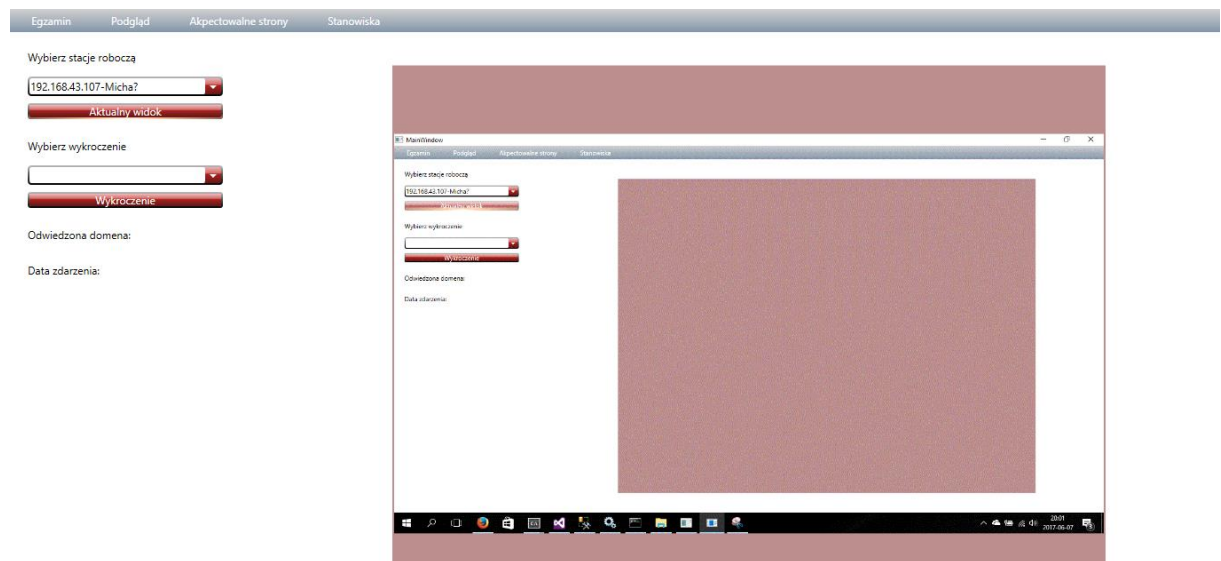 Egzamin Podgląd Akpectowalne strony Stanowiska
Wybierz stacje roboczą
192.168.43.107-Micha?
Aktualny widok
Wybierz wykroczenie
Wykroczenie
Odwiedzona domena:
Data zdarzenia:
MainWindow
Egzamin Podgląd Akpectowalne strony Stanowiska
Wybierz stacje roboczą
192.168.43.107-Micha?
Aktualny widok
Wybierz wykroczenie
Wykroczenie
Odwiedzona domena:
Data zdarzenia:
20:01
2017-06-07